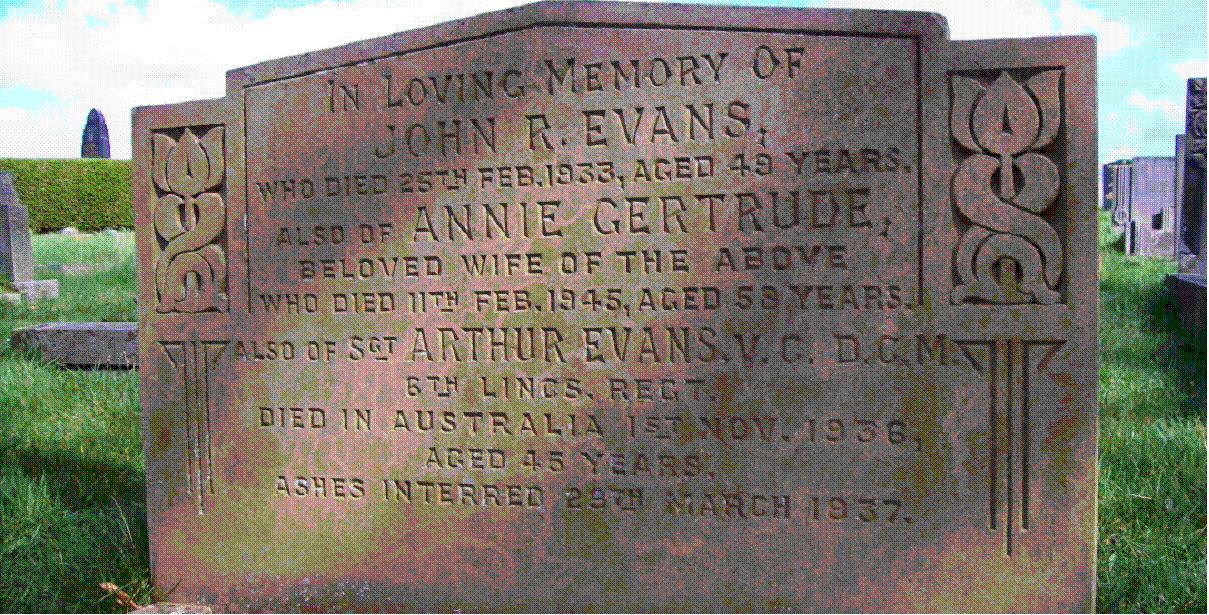 IN LOVING MEMORY OF
JOHN R. EVANS,
WHO DIED 25TH FEB. 1933, AGED 49 YEARS.
ALSO OF ANNIE GERTRUDE,
BELOVED WIFE OF THE ABOVE
WHO DIED 11TH FEB. 1945, AGED 58 YEARS.
ALSO OF SGT ARTHUR EVANS. V. C. D.C.M.
6TH LINCS. REGT.
DIED IN AUSTRALIA 1ST NOV. 1936,
AGED 45 YEARS.
ASHES INTERRED 29TH MARCH 1937.